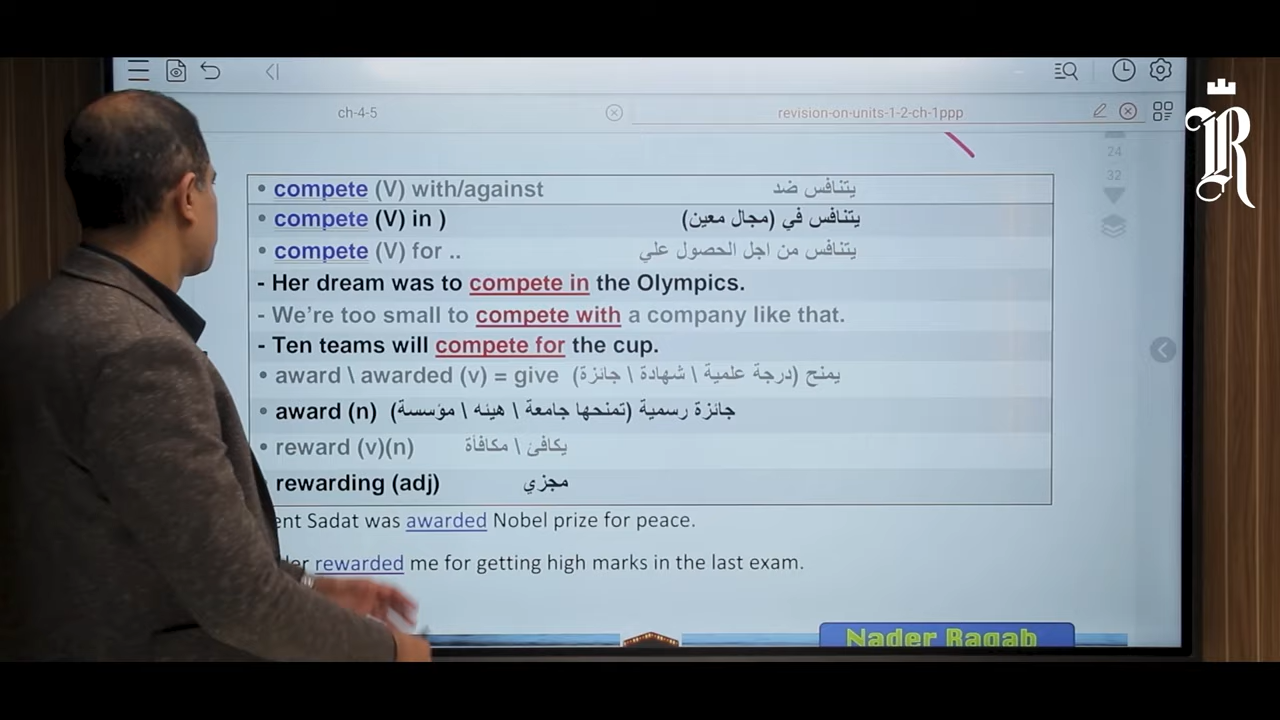 ch-4-5
revision-on-units-1-2-ch-1ppp
24
32
• compete (V) with/against يتنافس ضد
• compete (V) in ) يتنافس في (مجال معين)
• compete (V) for .. يتنافس من اجل الحصول علي
- Her dream was to compete in the Olympics.
- We're too small to compete with a company like that.
- Ten teams will compete for the cup.
• award \ awarded (v) = give يمنح (درجة علمية \ شهادة \ جائزة)
• award (n) جائزة رسمية (تمنحها جامعة \ هيئه \ مؤسسة)
• reward (v)(n) يكافئ \ مكافأة
rewarding (adj) مجزي
Sadat was awarded Nobel prize for peace.
rewarded me for getting high marks in the last exam.
Nader Ragab
R